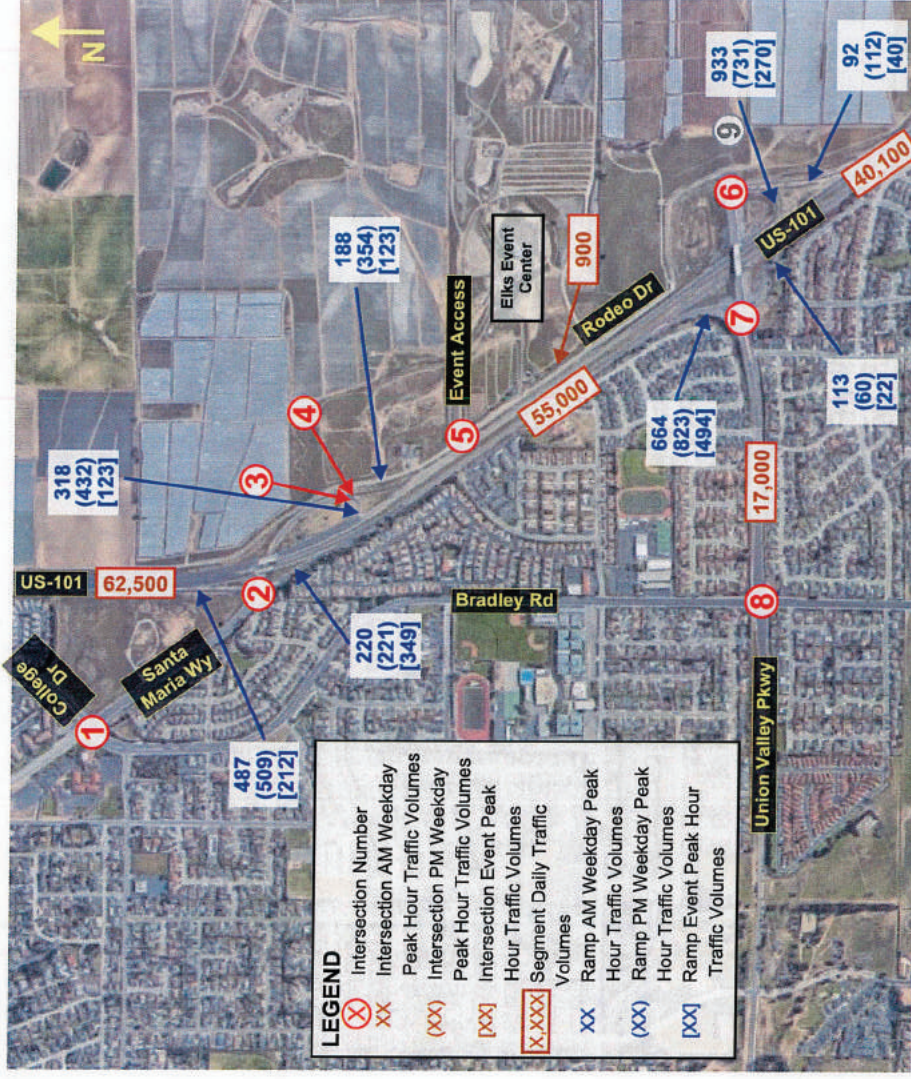 N
US-101
62,500
College
Dr
Santa
Maria Wy
1
2
3
4
5
6
7
8
9
318
(432)
[123]
188
(354)
[123]
487
(509)
[212]
220
(221)
[349]
Event Access
Elks Event
Center
900
Rodeo Dr
55,000
Bradley Rd
933
(731)
[270]
92
(112)
[40]
US-101
40,100
664
(823)
[494]
113
(60)
[22]
17,000
Union Valley Pkwy
LEGEND
X Intersection Number
XX Intersection AM Weekday
Peak Hour Traffic Volumes
(XX) Intersection PM Weekday
Peak Hour Traffic Volumes
[XX] Intersection Event Peak
Hour Traffic Volumes
X,XXX Segment Daily Traffic
Volumes
XX Ramp AM Weekday Peak
Hour Traffic Volumes
(XX) Ramp PM Weekday Peak
Hour Traffic Volumes
[XX] Ramp Event Peak Hour
Traffic Volumes